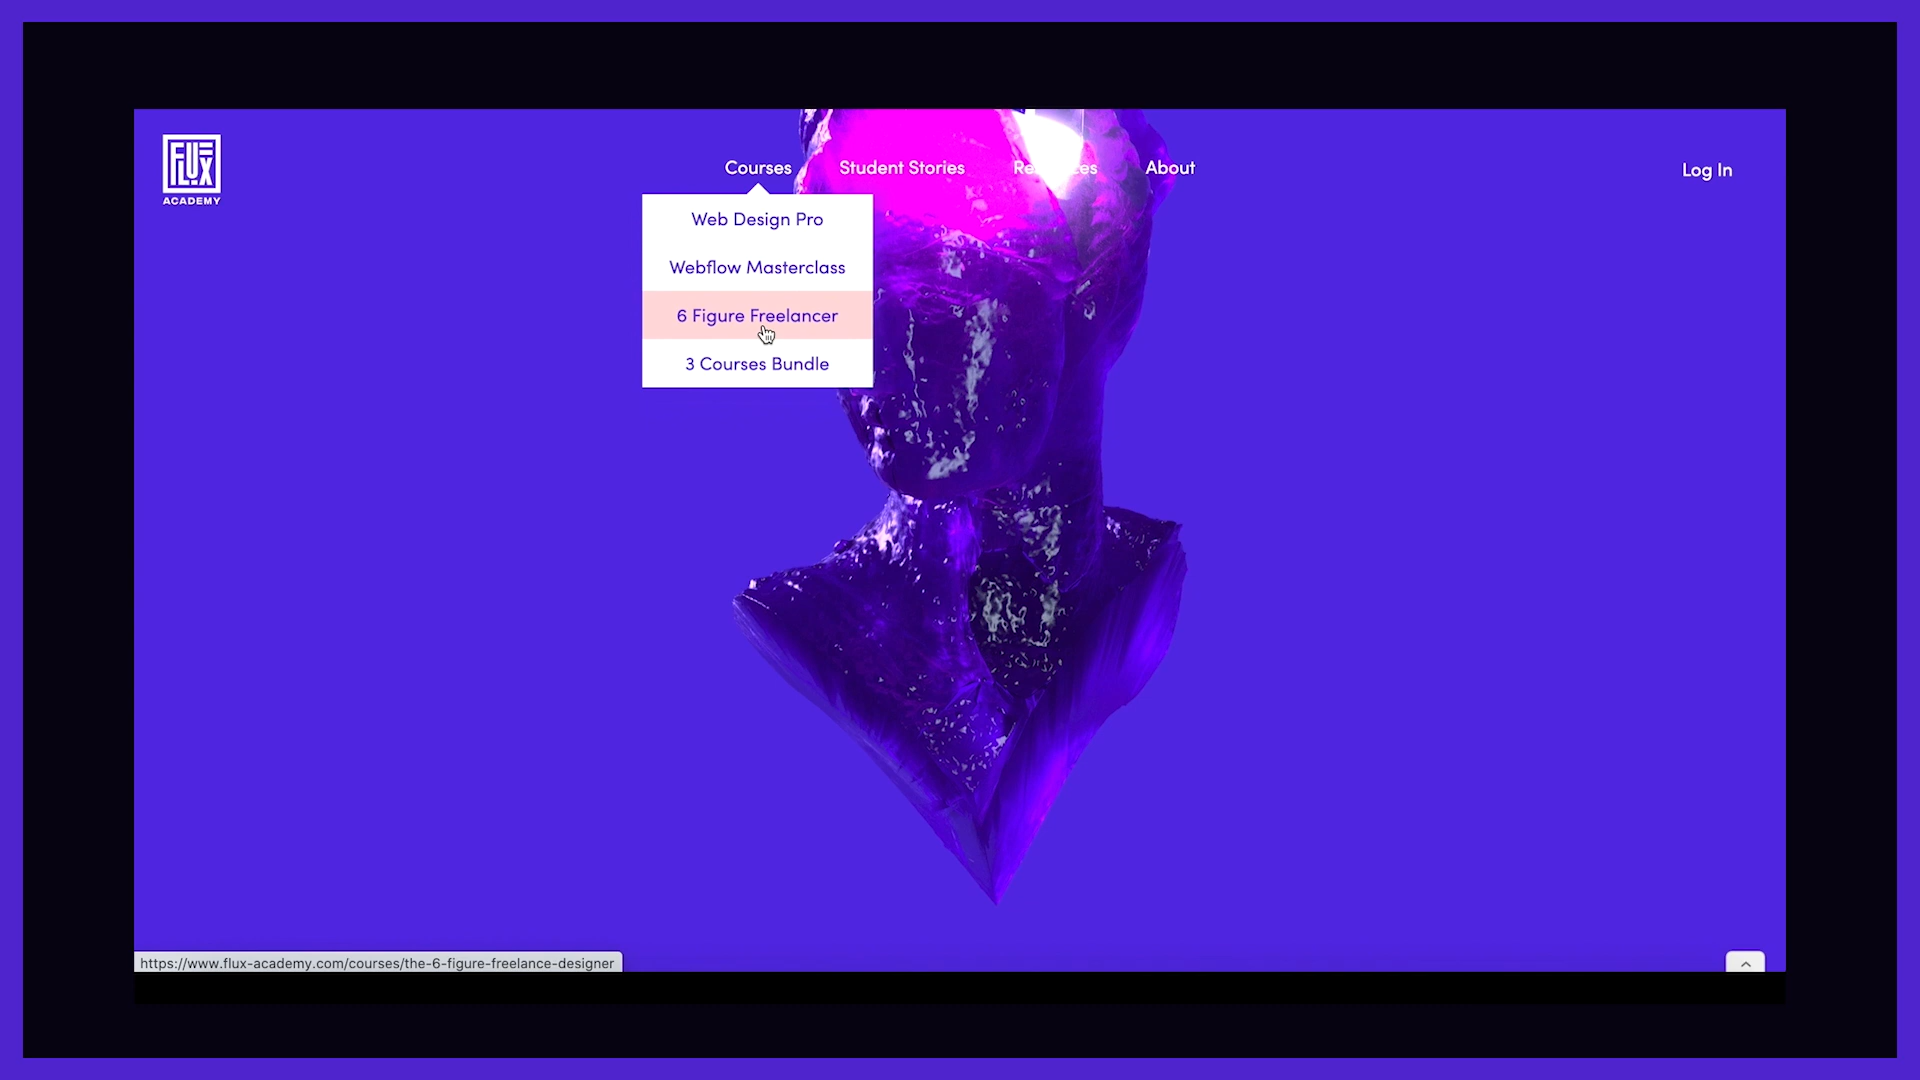 FLUX
ACADEMY
Courses
Student Stories
About
Log In
Web Design Pro
Webflow Masterclass
6 Figure Freelancer
3 Courses Bundle
https://www.flux-academy.com/courses/the-6-figure-freelance-designer